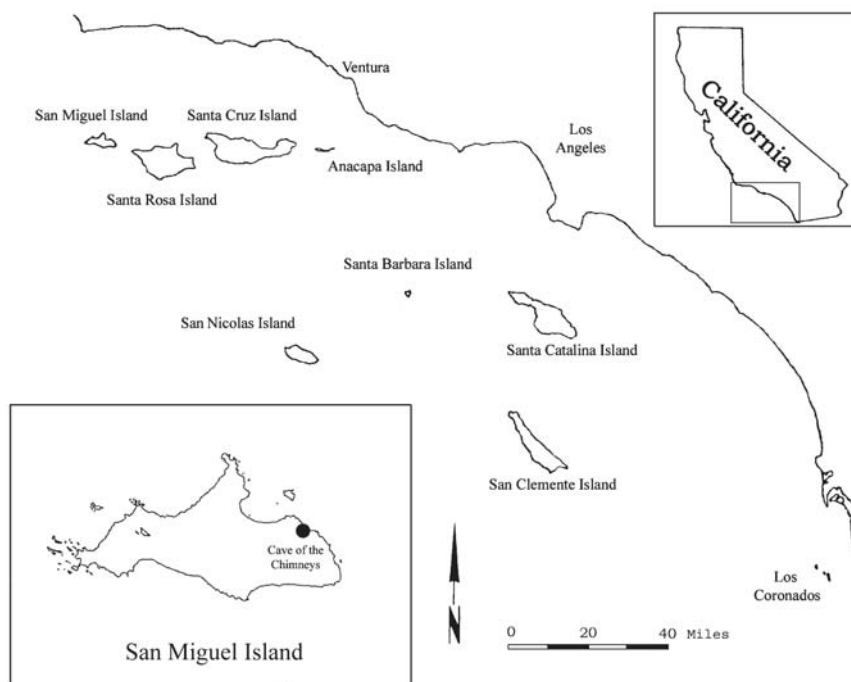 Ventura
San Miguel Island
Santa Cruz Island
Los
Angeles
Anacapa Island
Santa Rosa Island
California
Santa Barbara Island
San Nicolas Island
Santa Catalina Island
San Clemente Island
Cave of the
Chimneys
San Miguel Island
N
0 20 40 Miles
Los
Coronados